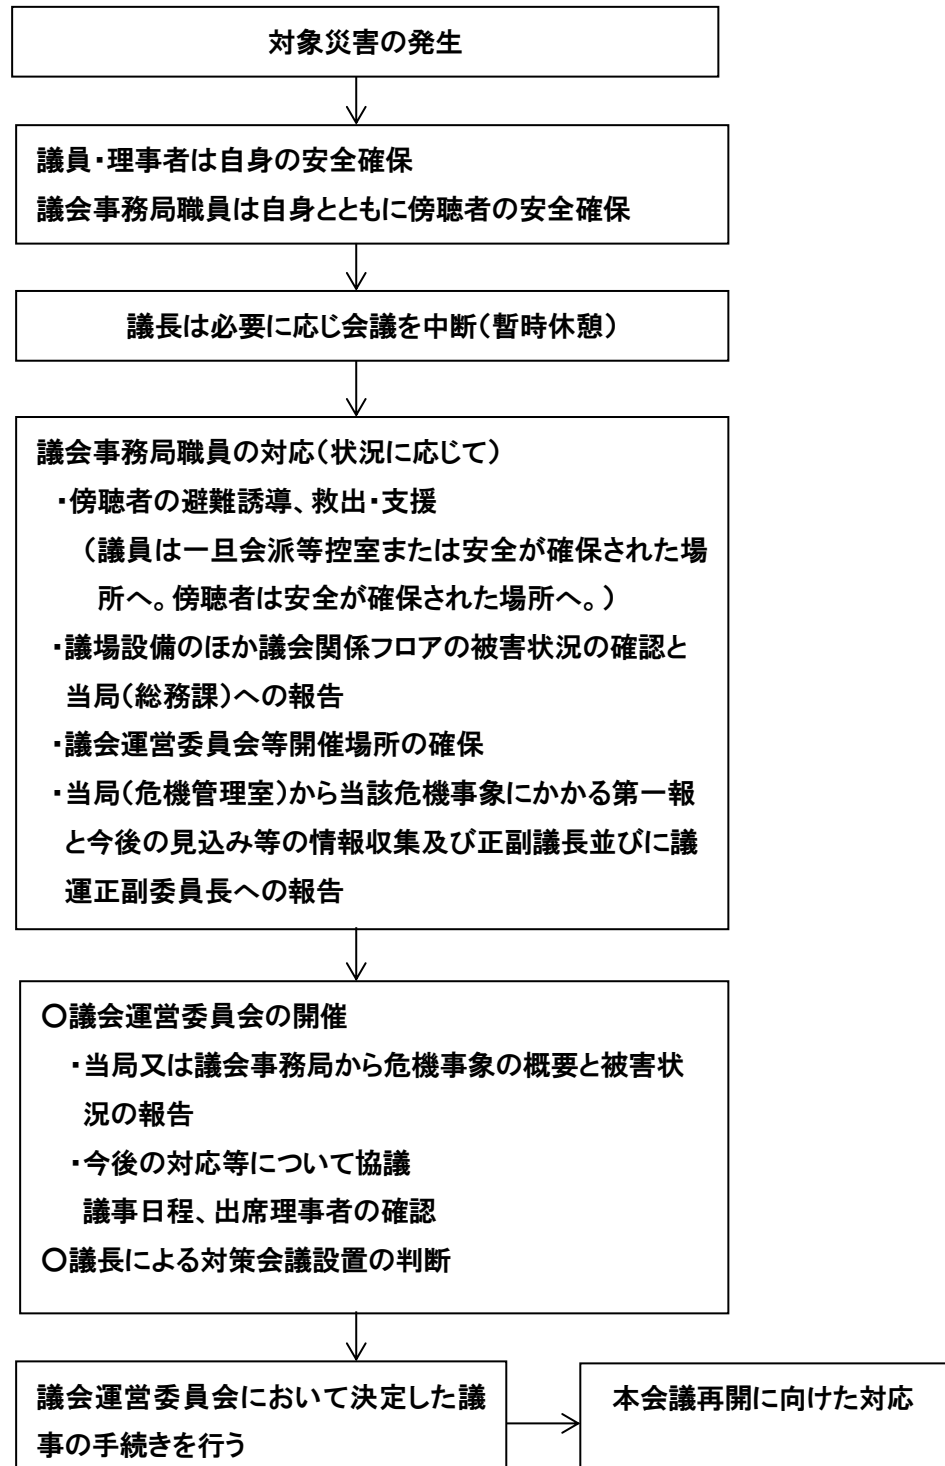 対象災害の発生
議員・理事者は自身の安全確保
議会事務局職員は自身とともに傍聴者の安全確保
議長は必要に応じ会議を中断（暫時休憩）
議会事務局職員の対応（状況に応じて）
・傍聴者の避難誘導、救出・支援
（議員は一旦会派等控室または安全が確保された場
所へ。傍聴者は安全が確保された場所へ。）
・議場設備のほか議会関係フロアの被害状況の確認と
当局（総務課）への報告
・議会運営委員会等開催場所の確保
・当局（危機管理室）から当該危機事象にかかる第一報
と今後の見込み等の情報収集及び正副議長並びに議
運正副委員長への報告
〇議会運営委員会の開催
・当局又は議会事務局から危機事象の概要と被害状
況の報告
・今後の対応等について協議
議事日程、出席理事者の確認
〇議長による対策会議設置の判断
議会運営委員会において決定した議
事の手続きを行う
本会議再開に向けた対応